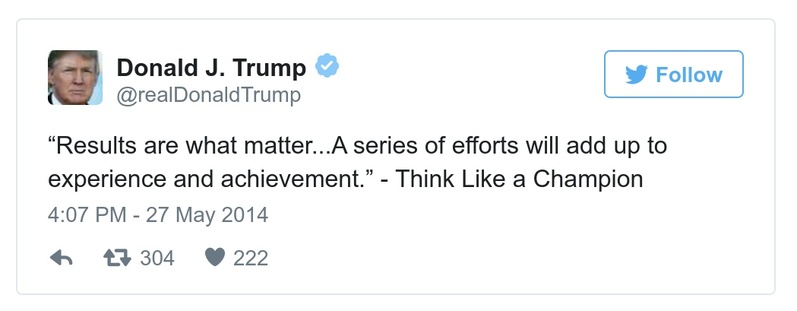 Donald J. Trump
@realDonaldTrump
Follow
“Results are what matter...A series of efforts will add up to
experience and achievement.” - Think Like a Champion
4:07 PM - 27 May 2014
304 222